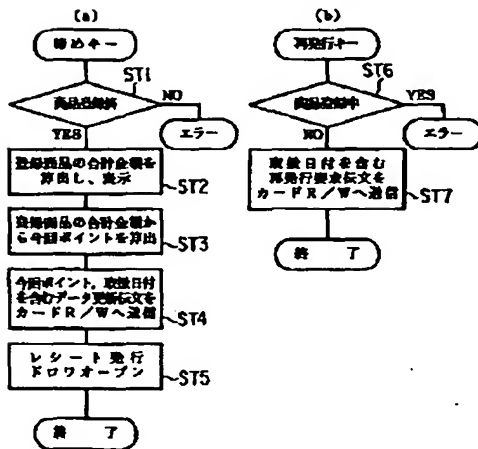 (a)
締めキー
ST1
商品登録済
NO
YES
エラー
登録商品の合計金額を
算出し、表示
ST2
登録商品の合計金額か
ら今回ポイントを算出
ST3
今回ポイント,取扱日付
を含むデータ更新伝文を
カードR/Wへ送信
ST4
レシート発行
ドロワオープン
ST5
終 了
(b)
再発行キー
ST6
商品登録中
YES
NO
エラー
取扱日付を含む
再発行要求伝文を
カードR/Wへ送信
ST7
終 了